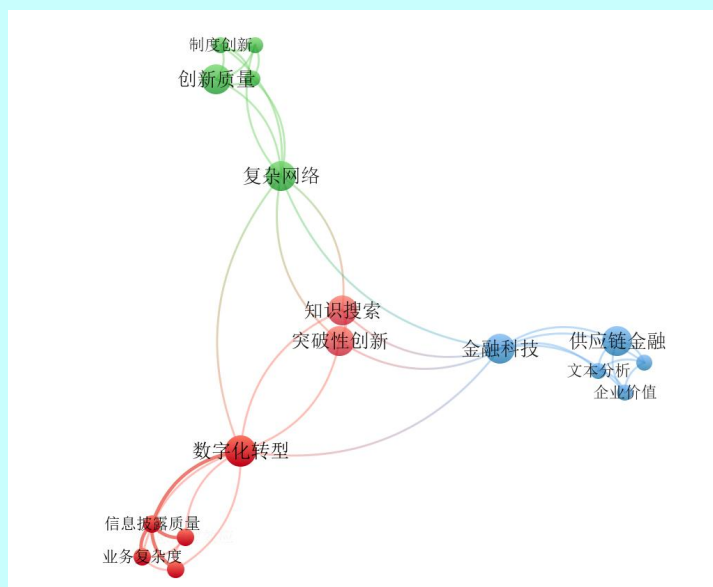 制度创新
创新质量
复杂网络
知识搜索
突破性创新
金融科技
供应链金融
文本分析
企业价值
数字化转型
信息披露质量
业务复杂度